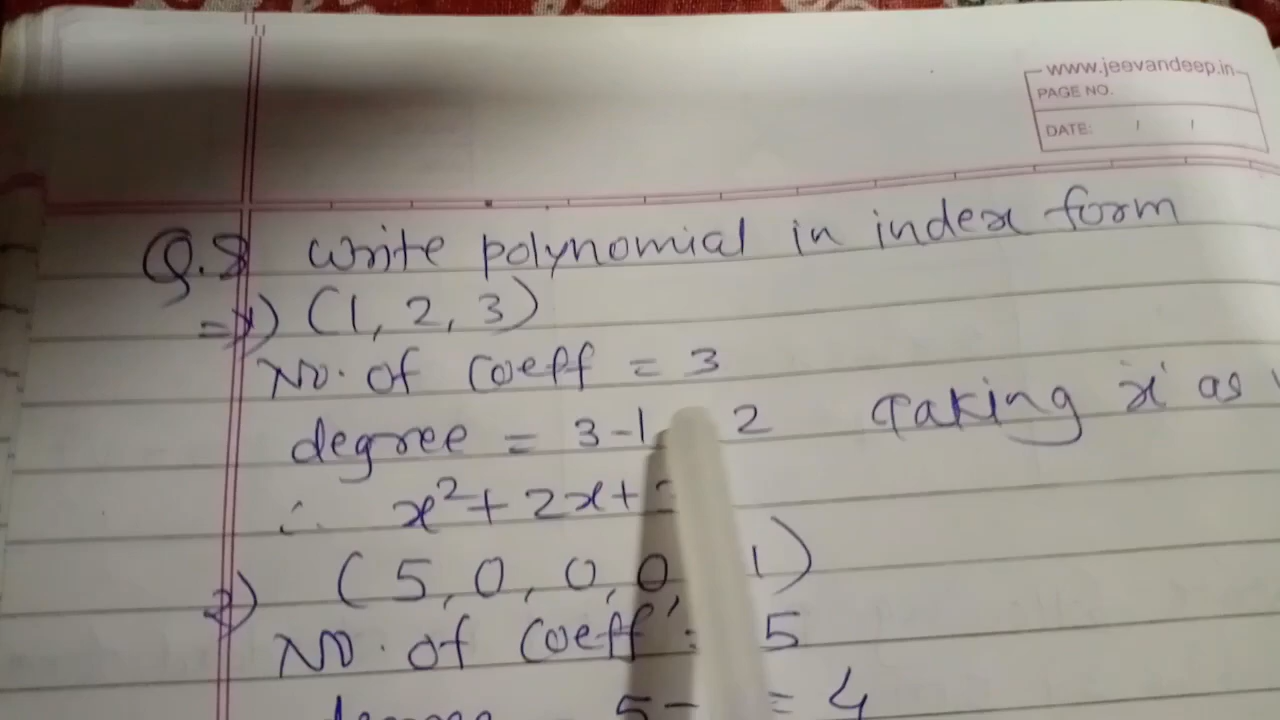 www.jeevandeep.in
PAGE NO.
DATE: / /
Q.8 write polynomial in index form
=> 1) (1, 2, 3)
No. of coeff = 3
degree = 3-1 2 Taking 'x' as
∴ x²+ 2x+
2) (5, 0, 0, 0 1)
No. of coeff : 5
degree 5- = 4